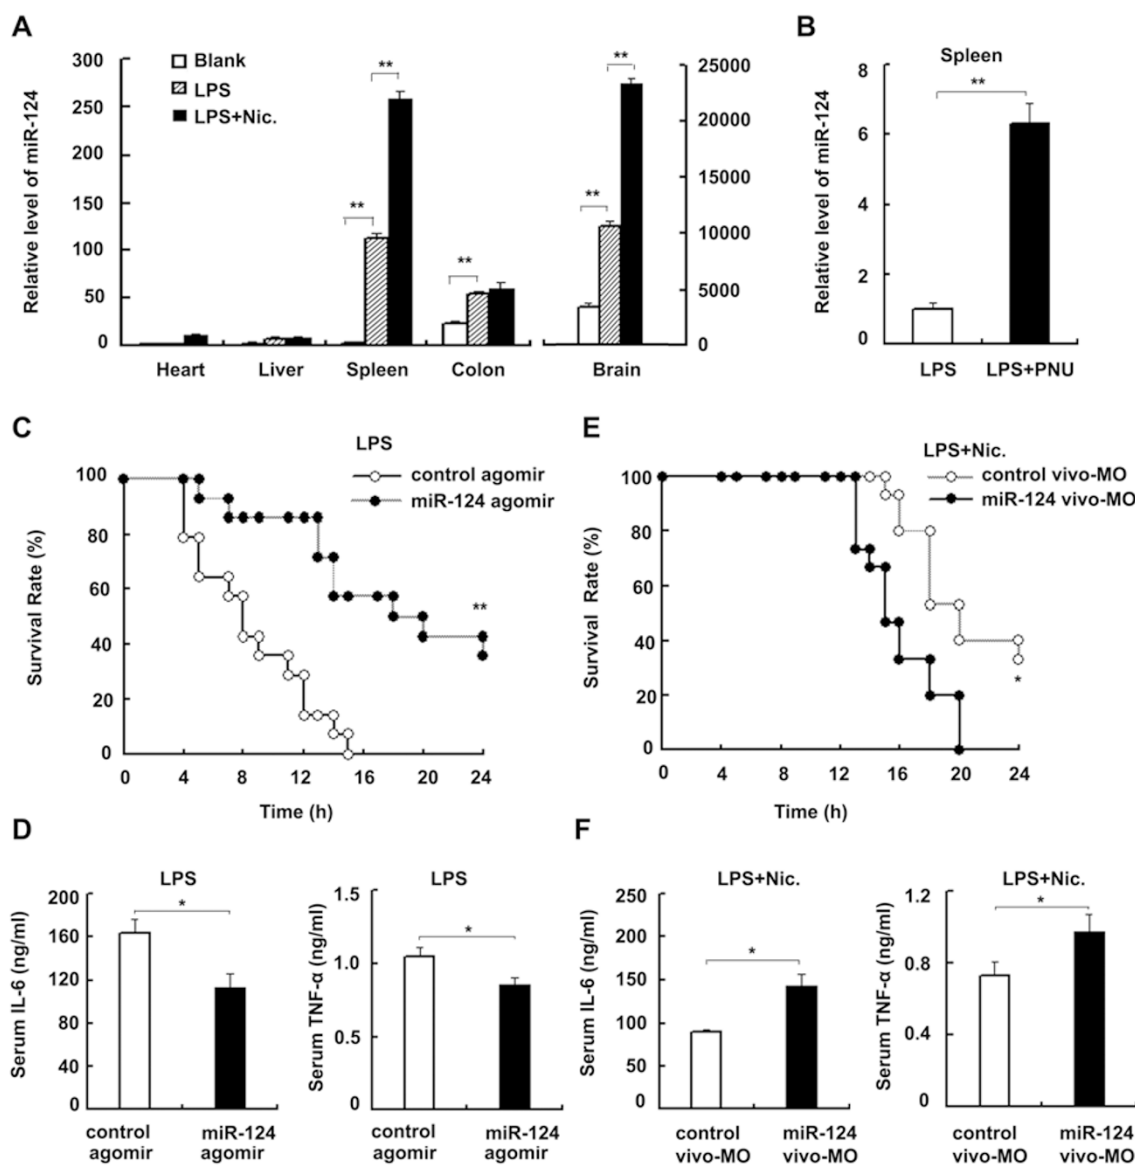 A
Relative level of miR-124
300
250
200
150
100
50
0
Blank
LPS
LPS+Nic.
**
**
**
**
**
25000
20000
15000
10000
5000
0
Heart Liver Spleen Colon Brain
B
Spleen
Relative level of miR-124
8
6
4
2
0
**
LPS LPS+PNU
C
LPS
control agomir
miR-124 agomir
Survival Rate (%)
100
80
60
40
20
0
**
0 4 8 12 16 20 24
Time (h)
E
LPS+Nic.
control vivo-MO
miR-124 vivo-MO
Survival Rate (%)
100
80
60
40
20
0
*
0 4 8 12 16 20 24
Time (h)
D
LPS
Serum IL-6 (ng/ml)
200
160
120
80
40
0
*
control agomir
miR-124 agomir
LPS
Serum TNF-α (ng/ml)
1.5
1.0
0.5
0
*
control agomir
miR-124 agomir
F
LPS+Nic.
Serum IL-6 (ng/ml)
250
200
150
100
50
0
*
control vivo-MO
miR-124 vivo-MO
LPS+Nic.
Serum TNF-α (ng/ml)
1.2
0.8
0.4
0
*
control vivo-MO
miR-124 vivo-MO